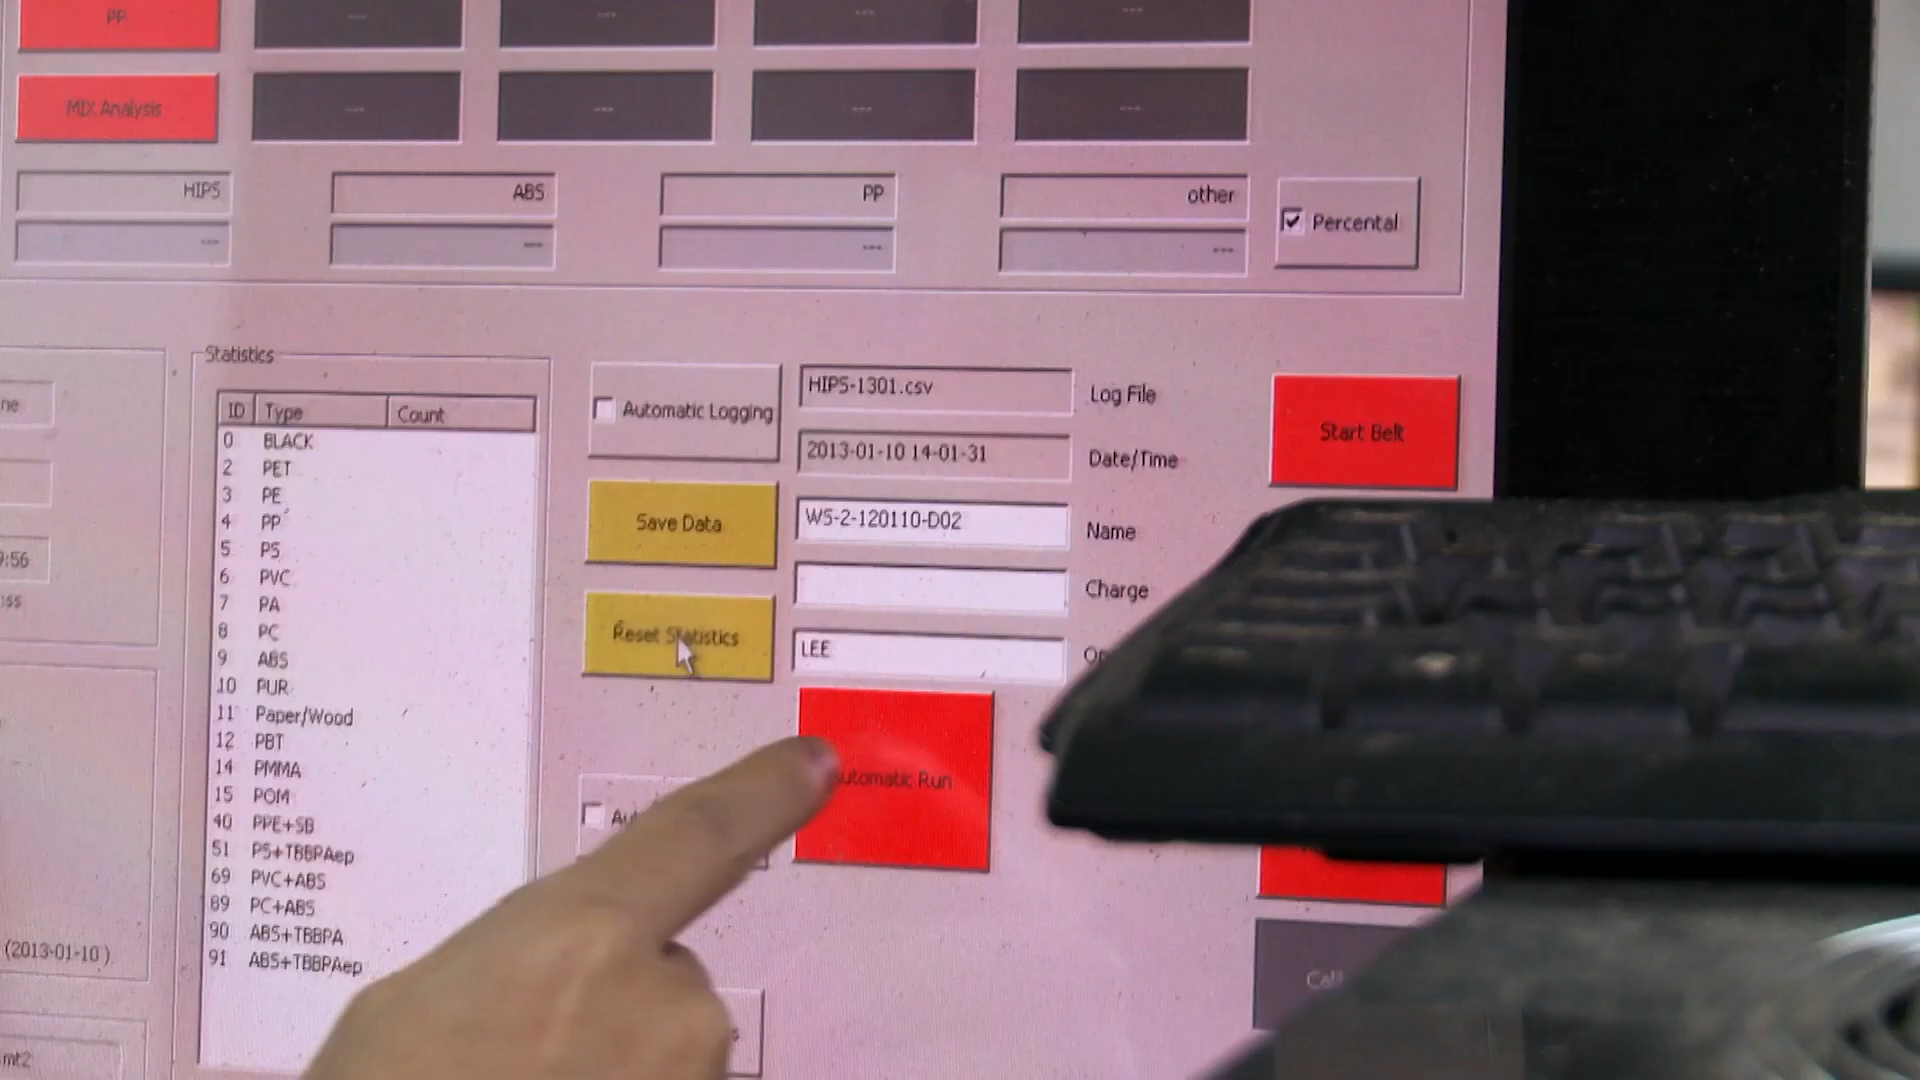 PP --- --- --- ---
MIX Analysis --- --- --- ---
HIPS ABS PP other
--- --- --- --- Percental
Statistics
ID Type Count
0 BLACK
2 PET
3 PE
4 PP
5 PS
6 PVC
7 PA
8 PC
9 ABS
10 PUR
11 Paper/Wood
12 PBT
14 PMMA
15 POM
40 PPE+SB
51 PS+TBBPAep
69 PVC+ABS
89 PC+ABS
90 ABS+TBBPA
91 ABS+TBBPAep
(2013-01-10 )
Automatic Logging
Save Data
Reset Statistics
HIPS-1301.csv Log File
2013-01-10 14-01-31 Date/Time
WS-2-120110-D02 Name
Charge
LEE
Automatic Run
Start Belt